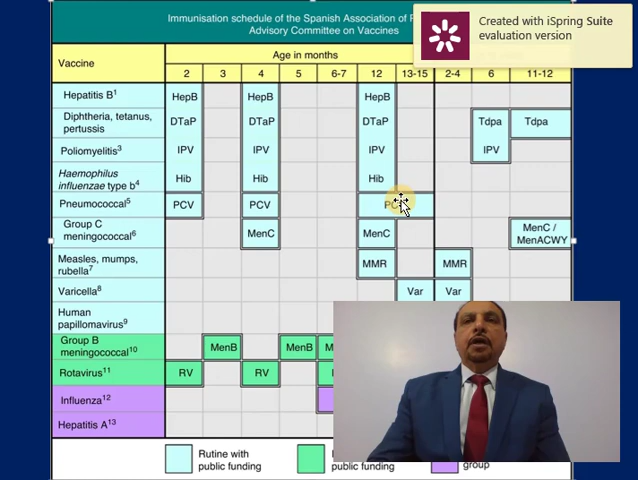 Immunisation schedule of the Spanish Association of
Advisory Committee on Vaccines
Created with iSpring Suite
evaluation version
Vaccine
Age in months
2 3 4 5 6-7 12 13-15 2-4 6 11-12
Hepatitis B1 HepB HepB HepB
Diphtheria, tetanus,
pertussis DTaP DTaP DTaP Tdpa Tdpa
Poliomyelitis3 IPV IPV IPV IPV
Haemophilus
influenzae type b4 Hib Hib Hib
Pneumococcal5 PCV PCV
Group C
meningococcal6 MenC MenC MenC /
MenACWY
Measles, mumps,
rubella7 MMR MMR
Varicella8 Var Var
Human
papillomavirus9
Group B
meningococcal10 MenB MenB
Rotavirus11 RV RV
Influenza12
Hepatitis A13
Rutine with
public funding
public funding
group